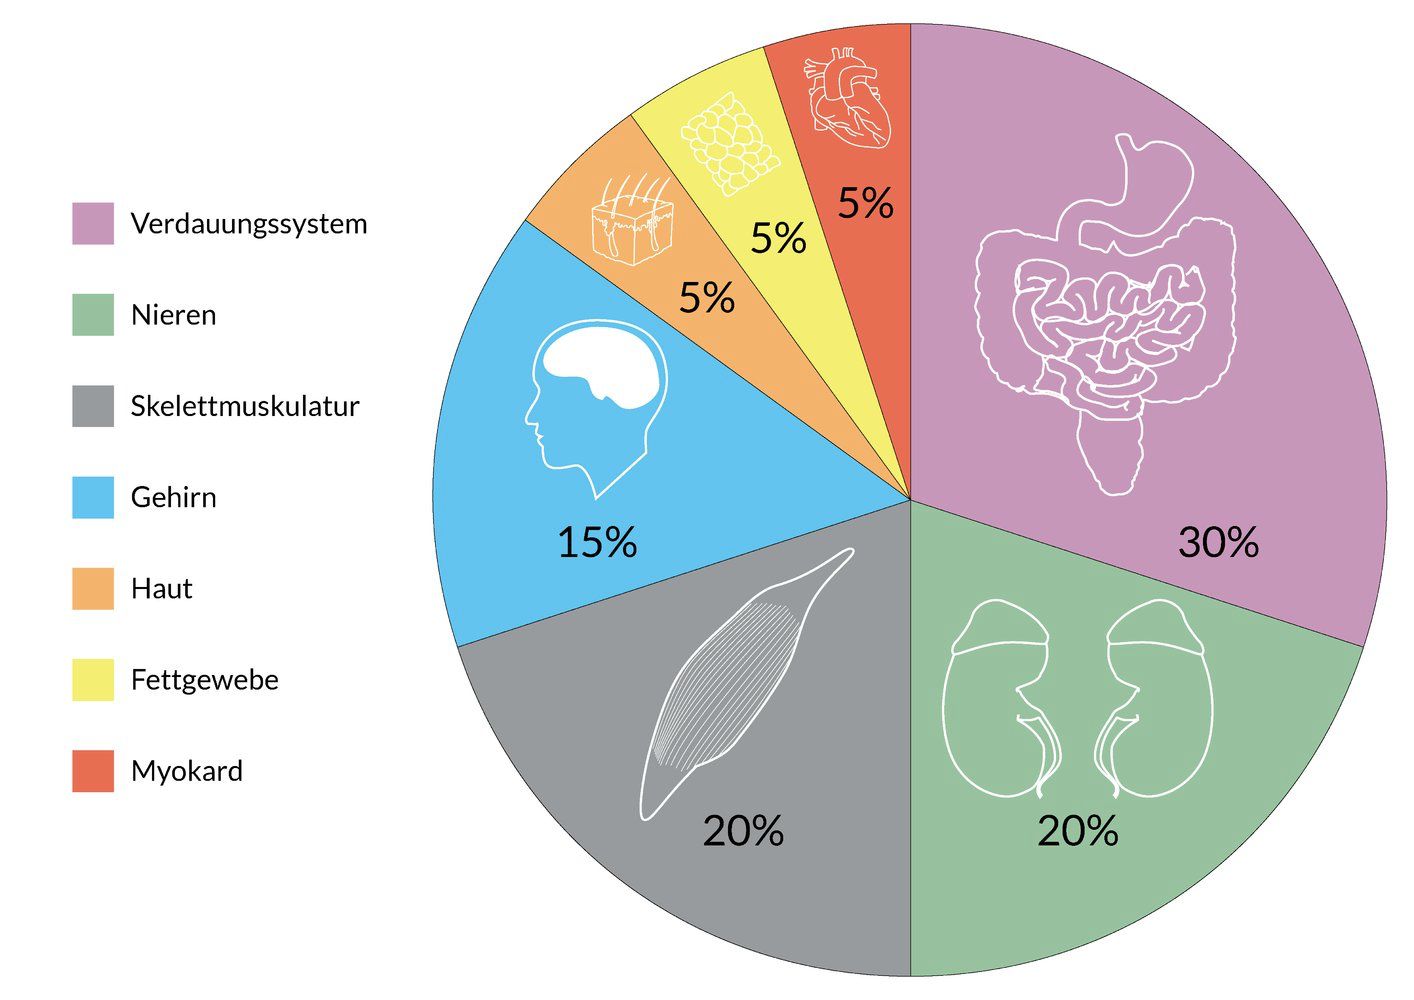 Verdauungssystem
Nieren
Skelettmuskulatur
Gehirn
Haut
Fettgewebe
Myokard
5%
5%
5%
15%
30%
20%
20%